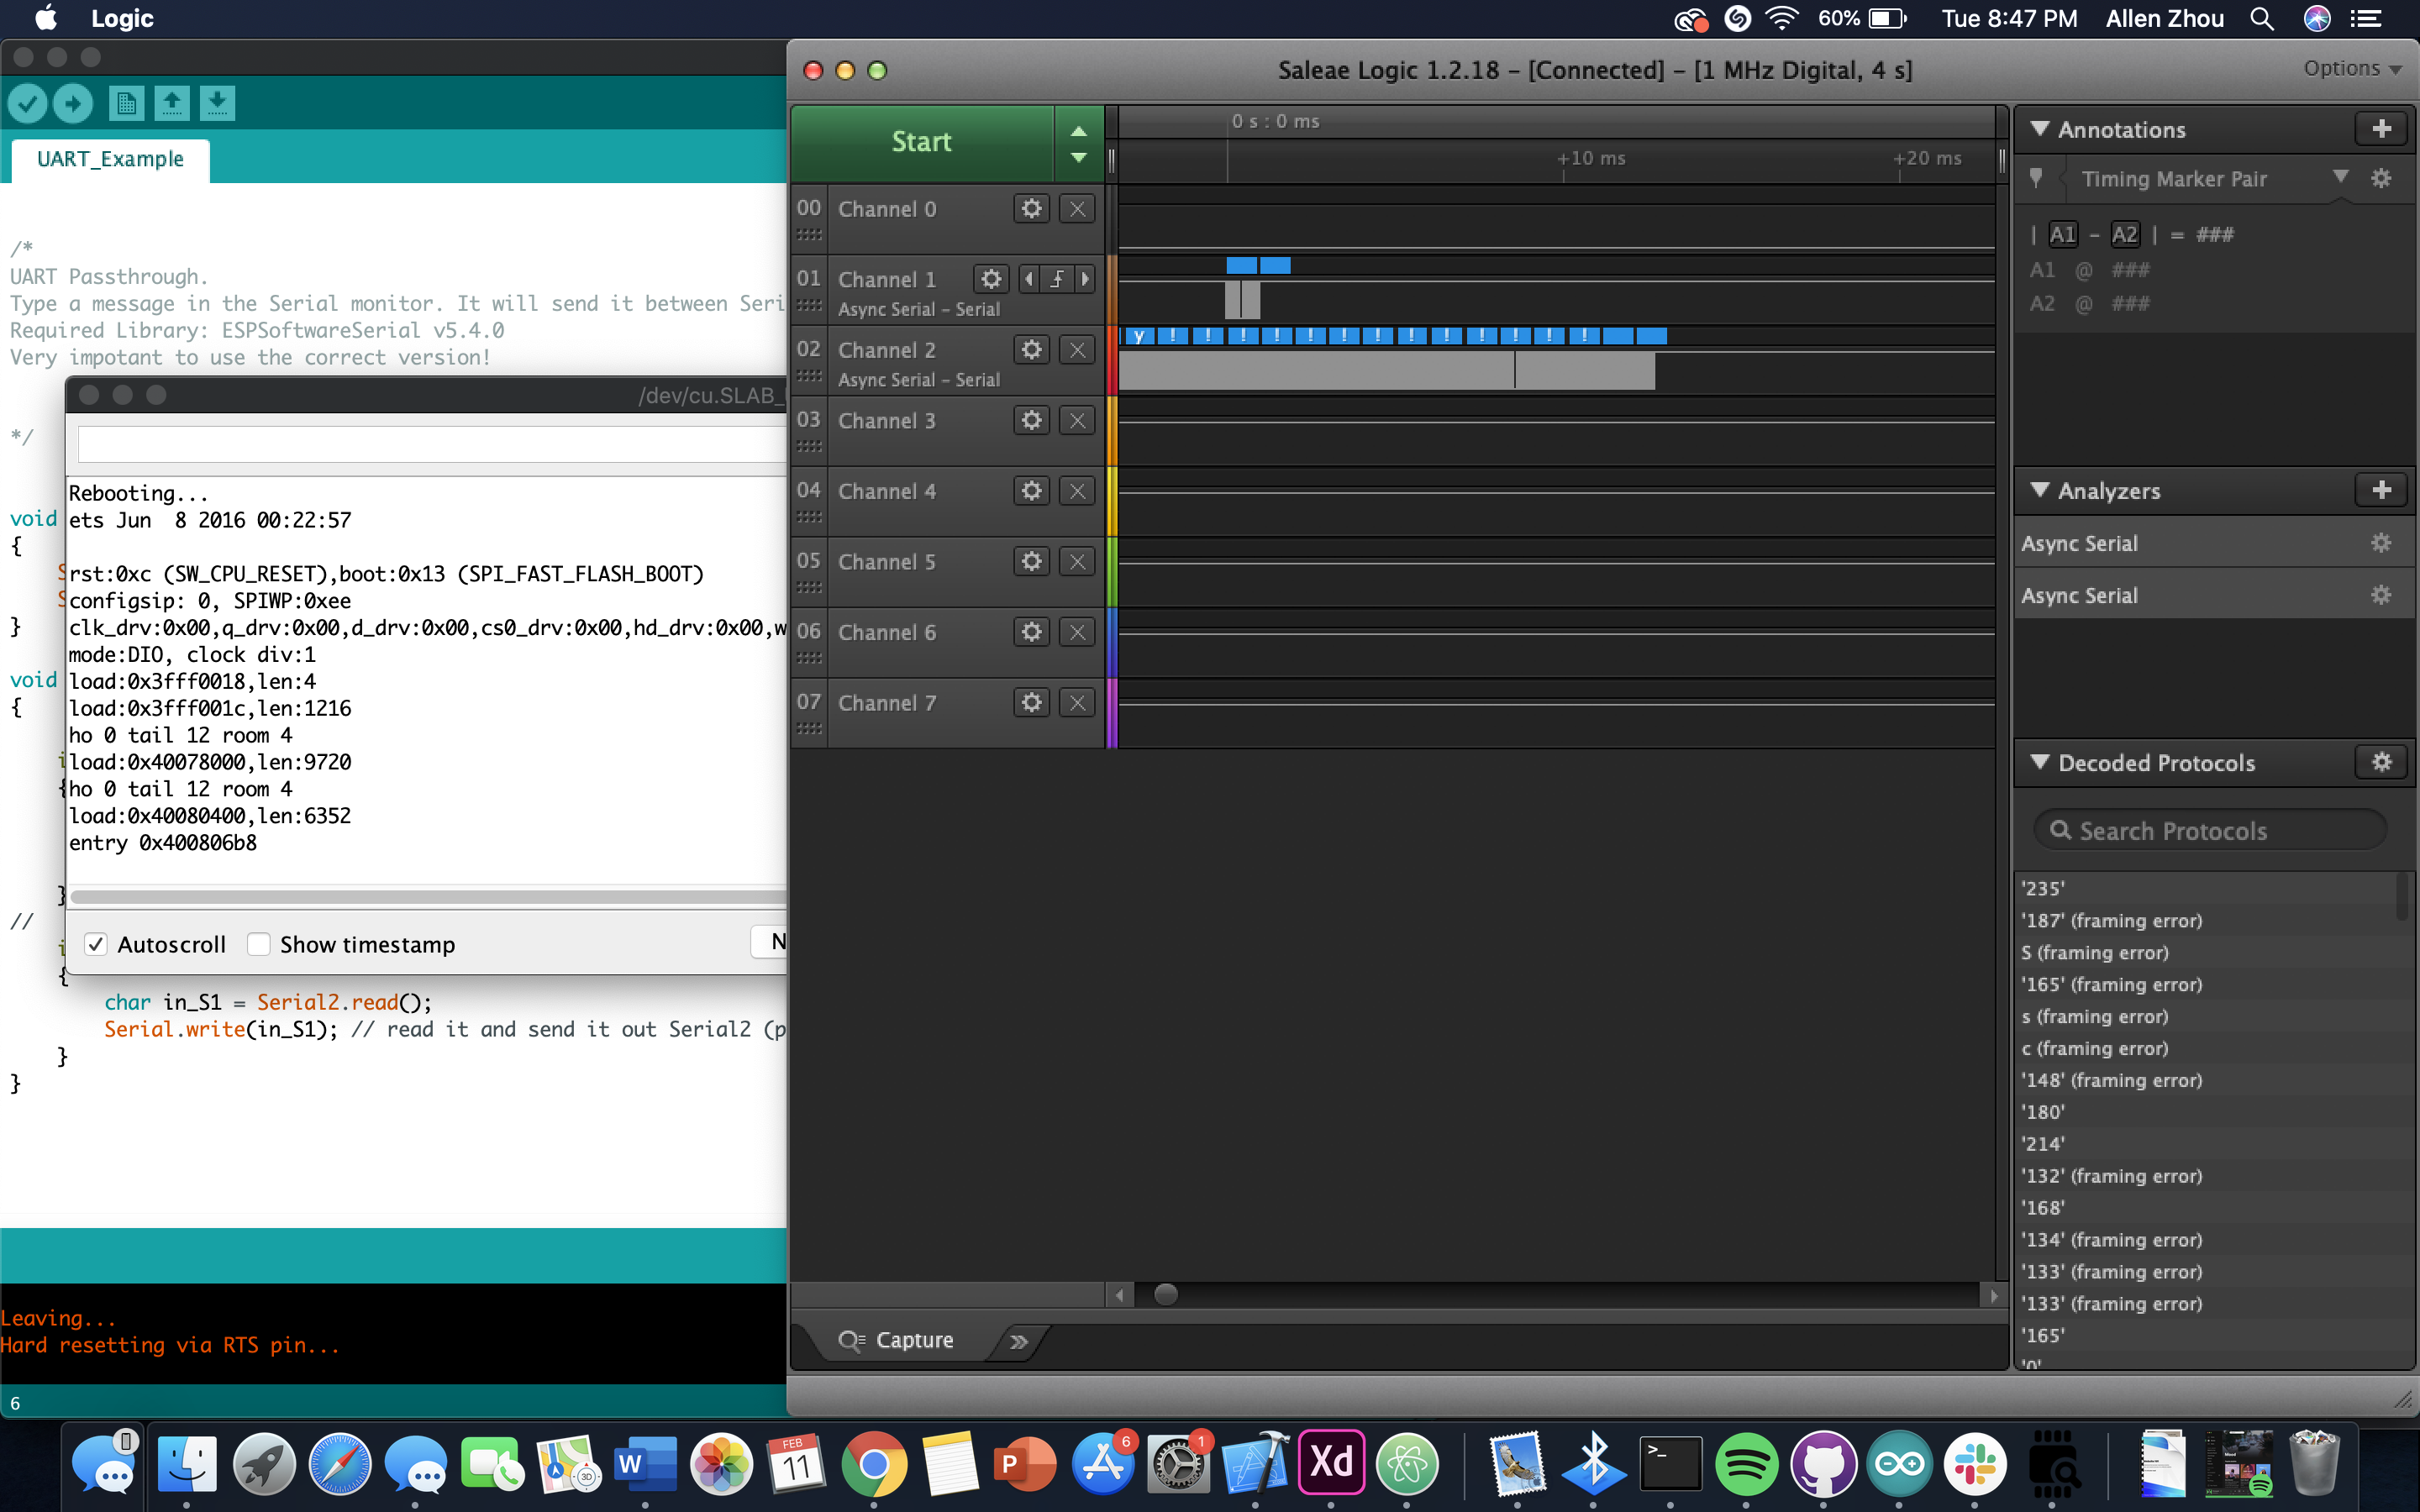 Logic
60%
Tue 8:47 PM
Allen Zhou
UART_Example
/*
UART Passthrough.
Type a message in the Serial monitor. It will send it between Seri
Required Library: ESPSoftwareSerial v5.4.0
Very impotant to use the correct version!
*/
void
{
}
void
{
//
{
char in_S1 = Serial2.read();
Serial.write(in_S1); // read it and send it out Serial2 (p
}
}
Leaving...
Hard resetting via RTS pin...
6
/dev/cu.SLAB_
Rebooting...
ets Jun  8 2016 00:22:57
rst:0xc (SW_CPU_RESET),boot:0x13 (SPI_FAST_FLASH_BOOT)
configsip: 0, SPIWP:0xee
clk_drv:0x00,q_drv:0x00,d_drv:0x00,cs0_drv:0x00,hd_drv:0x00,w
mode:DIO, clock div:1
load:0x3fff0018,len:4
load:0x3fff001c,len:1216
ho 0 tail 12 room 4
load:0x40078000,len:9720
ho 0 tail 12 room 4
load:0x40080400,len:6352
entry 0x400806b8
Autoscroll
Show timestamp
N
Saleae Logic 1.2.18 - [Connected] - [1 MHz Digital, 4 s]
Options
Start
0 s : 0 ms
+10 ms
+20 ms
00 Channel 0
01 Channel 1
Async Serial - Serial
02 Channel 2
Async Serial - Serial
y ! ! ! ! ! ! ! ! ! ! ! ! !
03 Channel 3
04 Channel 4
05 Channel 5
06 Channel 6
07 Channel 7
Capture
Annotations
Timing Marker Pair
| A1 - A2 | = ###
A1 @ ###
A2 @ ###
Analyzers
Async Serial
Async Serial
Decoded Protocols
Search Protocols
'235'
'187' (framing error)
S (framing error)
'165' (framing error)
s (framing error)
c (framing error)
'148' (framing error)
'180'
'214'
'132' (framing error)
'168'
'134' (framing error)
'133' (framing error)
'133' (framing error)
'165'
'0'
3D
W
FEB
11
P
6
1
Xd
>_